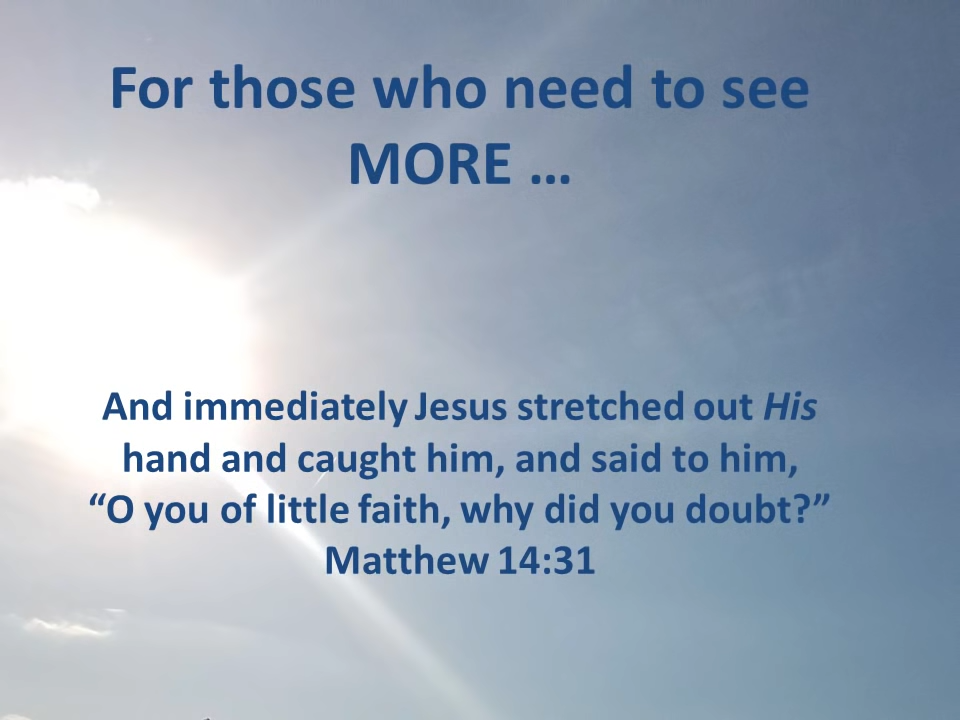 For those who need to see
MORE …
And immediately Jesus stretched out His
hand and caught him, and said to him,
“O you of little faith, why did you doubt?”
Matthew 14:31